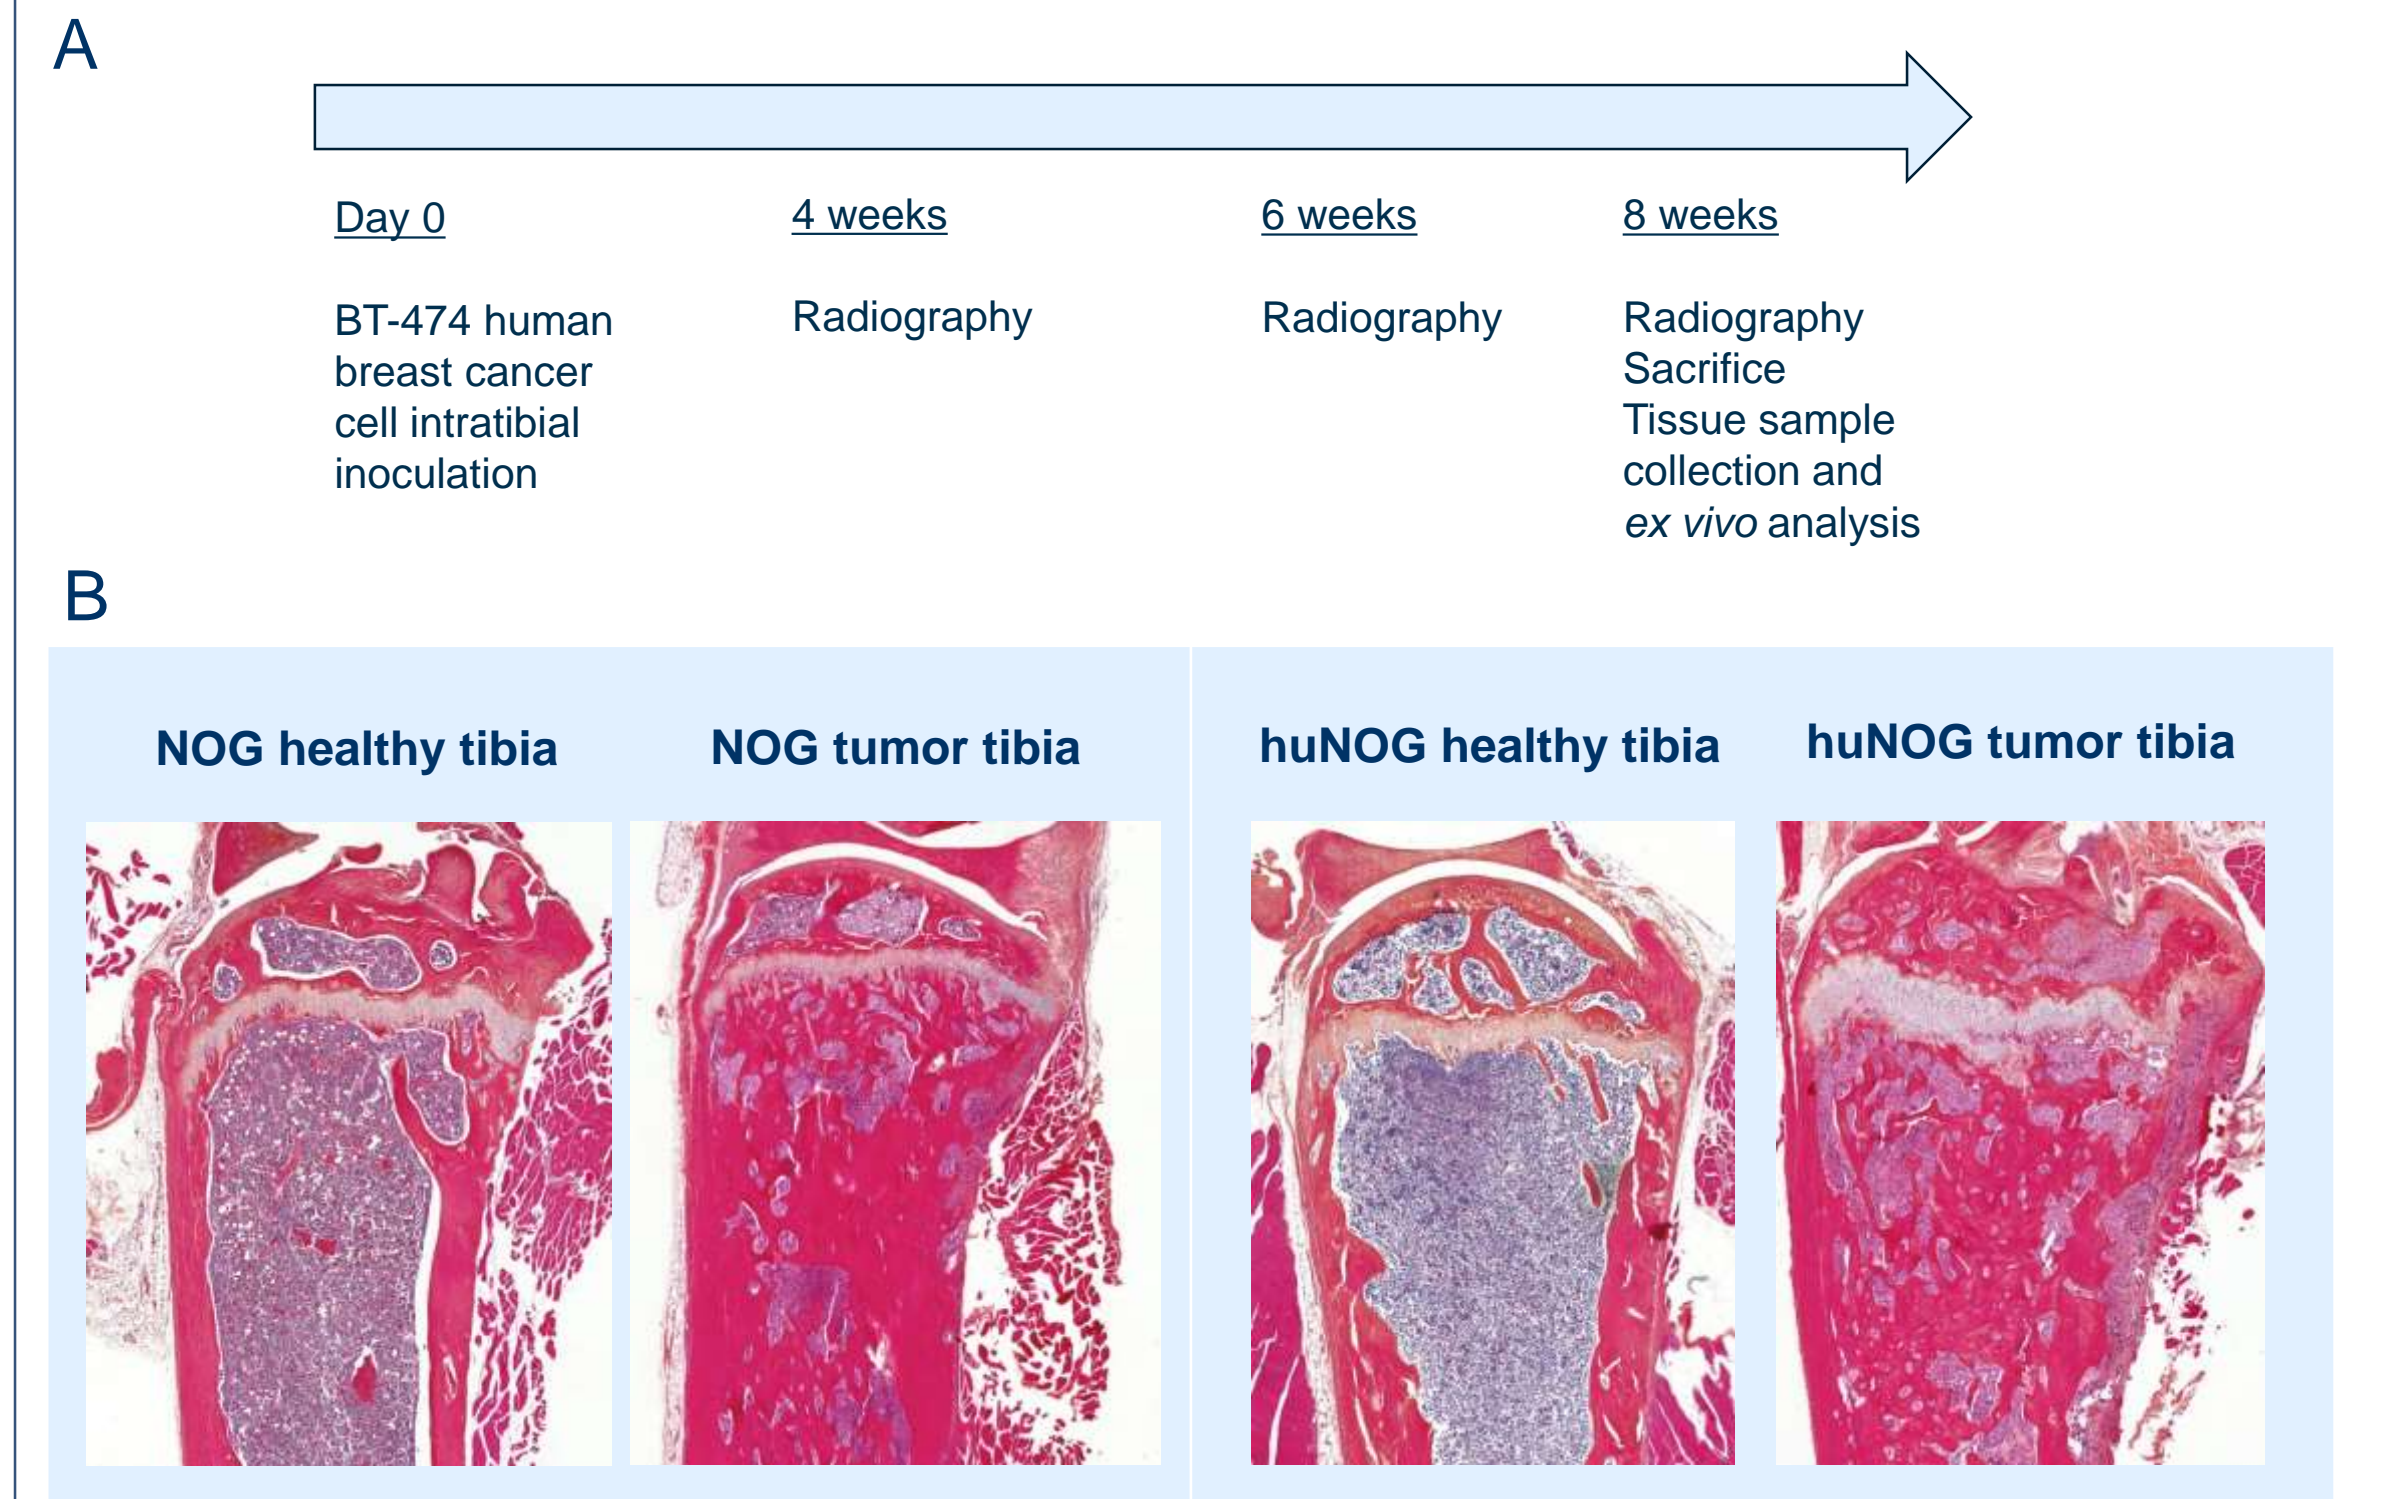 A
Day 0
4 weeks
6 weeks
8 weeks
BT-474 human
breast cancer
cell intratibial
inoculation
Radiography
Radiography
Radiography
Sacrifice
Tissue sample
collection and
ex vivo analysis
B
NOG healthy tibia
NOG tumor tibia
huNOG healthy tibia
huNOG tumor tibia